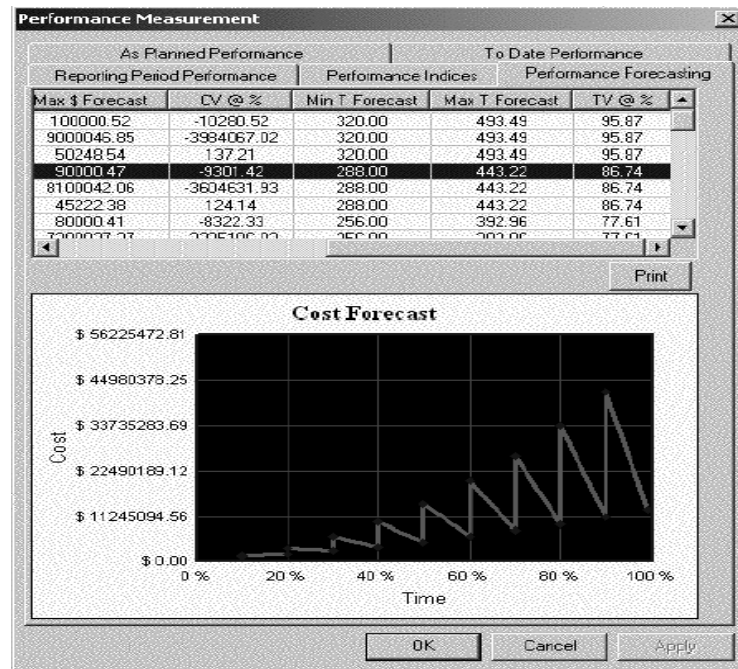 Performance Measurement
As Planned Performance To Date Performance
Reporting Period Performance Performance Indices Performance Forecasting
Max $ Forecast CV @ % Min T Forecast Max T Forecast TV @ %
100000.52 -10280.52 320.00 493.49 95.87
9000046.85 -3984067.02 320.00 493.49 95.87
50248.54 137.21 320.00 493.49 95.87
90000.47 -9301.42 288.00 443.22 86.74
8100042.06 -3604631.93 288.00 443.22 86.74
45222.38 124.14 288.00 443.22 86.74
80000.41 -8322.33 256.00 392.96 77.61
Print
Cost Forecast
$ 56225472.81
$ 44980378.25
$ 33735283.69
$ 22490189.12
$ 11245094.56
$ 0.00
Cost
0 % 20 % 40 % 60 % 80 % 100 %
Time
OK Cancel Apply